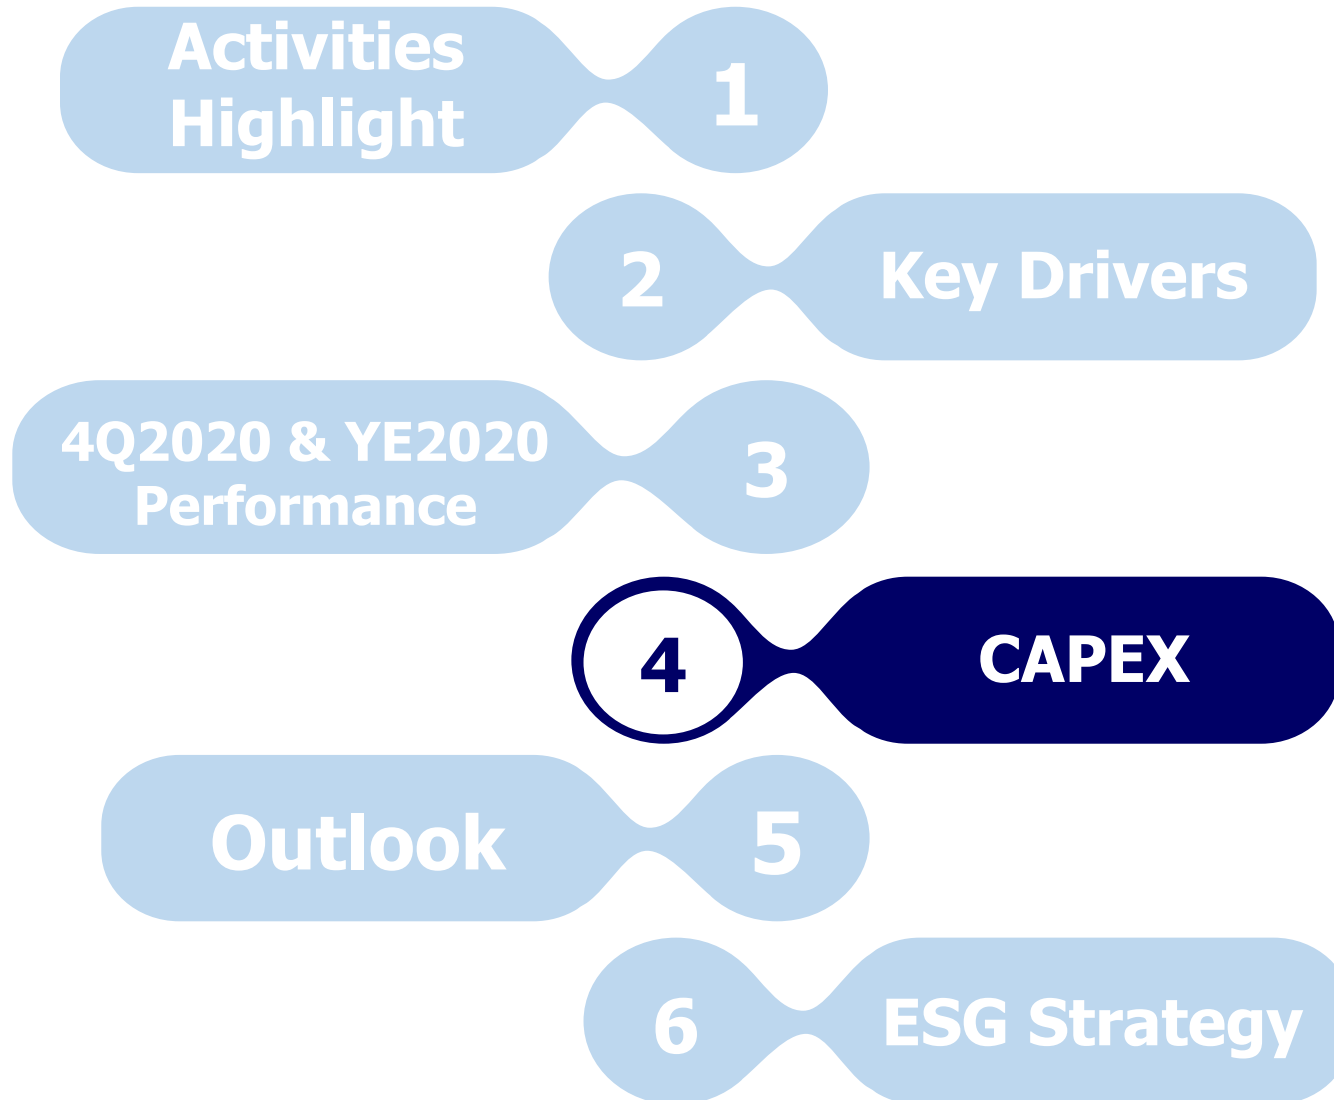 Activities
Highlight
1
2
Key Drivers
4Q2020 & YE2020
Performance
3
4
CAPEX
Outlook
5
6
ESG Strategy